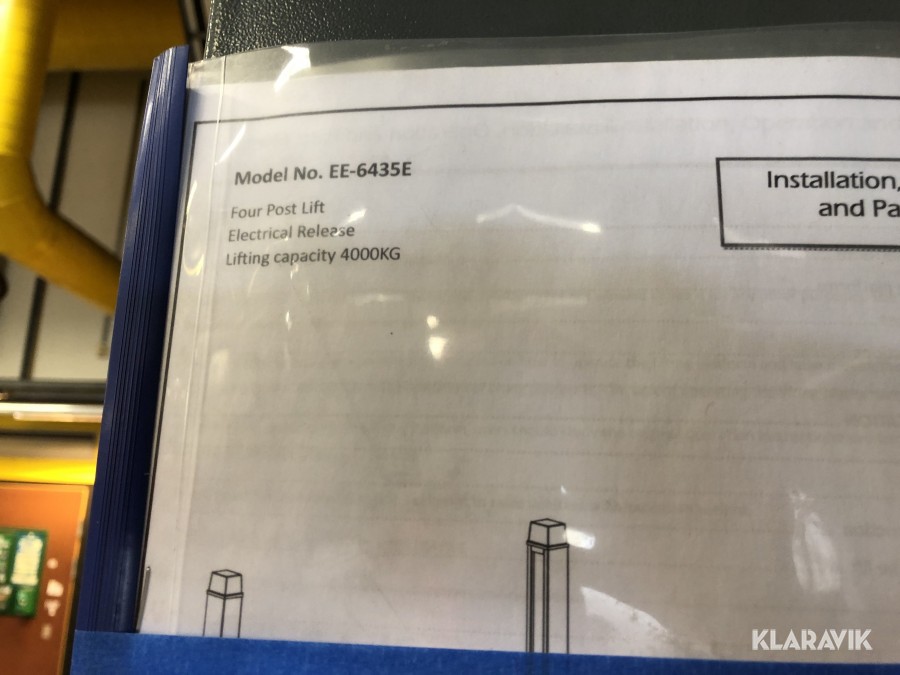 Model No. EE-6435E
Four Post Lift
Electrical Release
Lifting capacity 4000KG
Installation,
and Pa
KLARAVIK